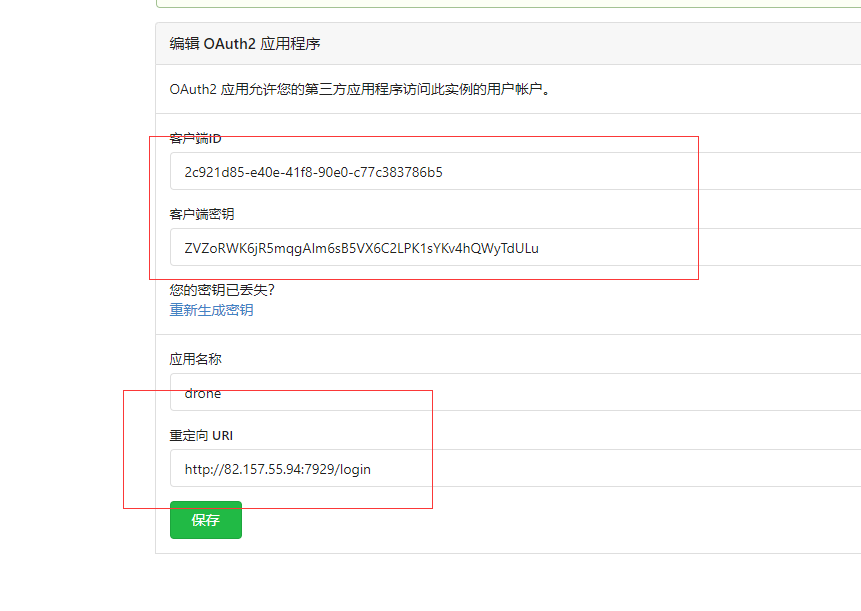 编辑 OAuth2 应用程序
OAuth2 应用允许您的第三方应用程序访问此实例的用户帐户。
客户端ID
2c921d85-e40e-41f8-90e0-c77c383786b5
客户端密钥
ZVZoRWK6jR5mqgAIm6sB5VX6C2LPK1sYKv4hQWyTdULu
您的密钥已丢失？
重新生成密钥
应用名称
drone
重定向 URI
http://82.157.55.94:7929/login
保存